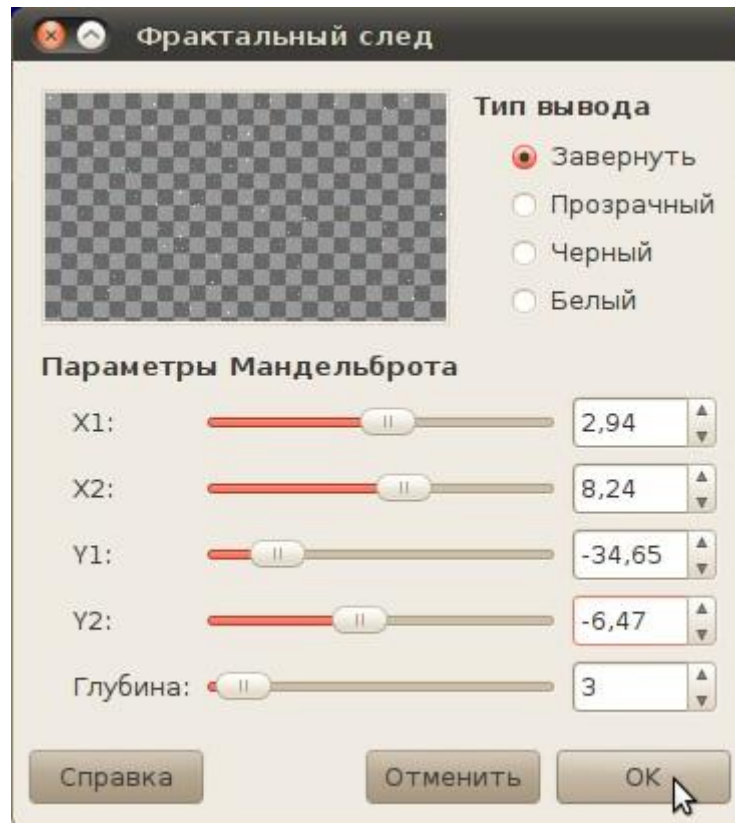 Фрактальный след
Тип вывода
Завернуть
Прозрачный
Черный
Белый
Параметры Мандельброта
X1: 2,94
X2: 8,24
Y1: -34,65
Y2: -6,47
Глубина: 3
Справка Отменить OK